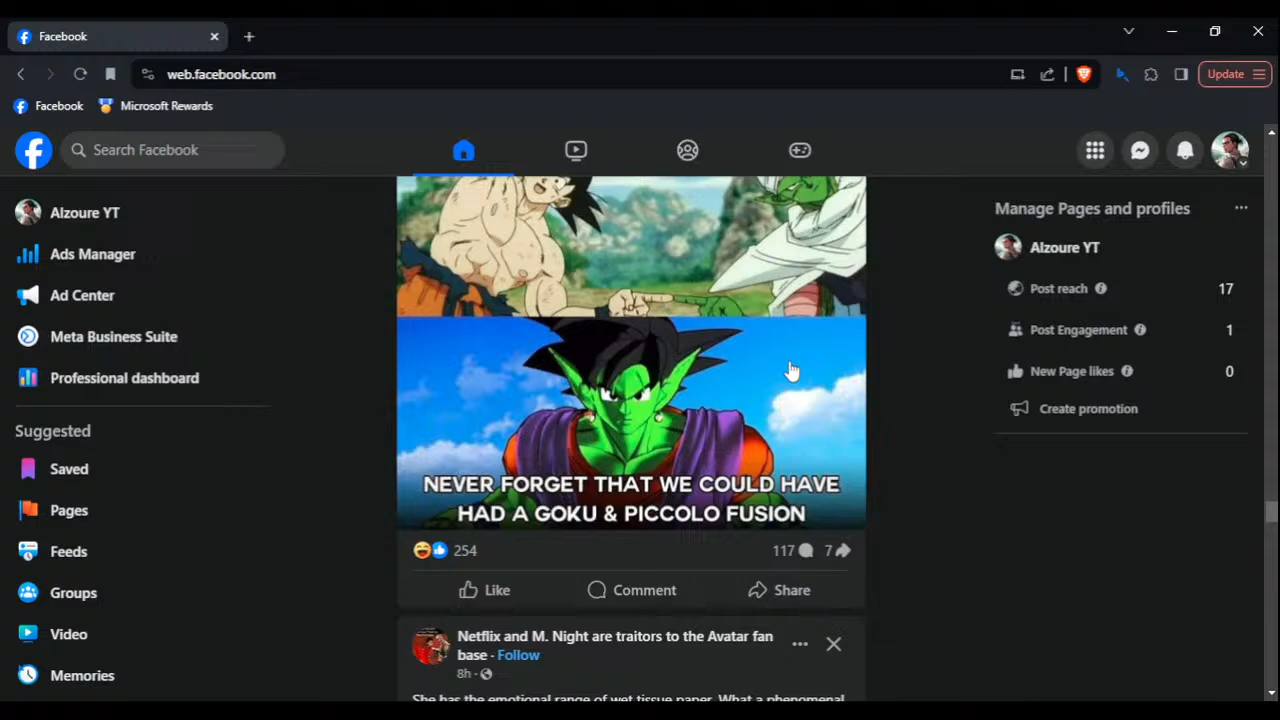 Facebook
Update
web.facebook.com
Facebook
Microsoft Rewards
Search Facebook
Alzoure YT
Ads Manager
Ad Center
Meta Business Suite
Professional dashboard
Suggested
Saved
Pages
Feeds
Groups
Video
Memories
NEVER FORGET THAT WE COULD HAVE
HAD A GOKU & PICCOLO FUSION
254
117
7
Like
Comment
Share
Netflix and M. Night are traitors to the Avatar fan
base · Follow
8h ·
She has the emotional range of wet tissue paper. What a phenomenal
Manage Pages and profiles
Alzoure YT
Post reach 17
Post Engagement 1
New Page likes 0
Create promotion